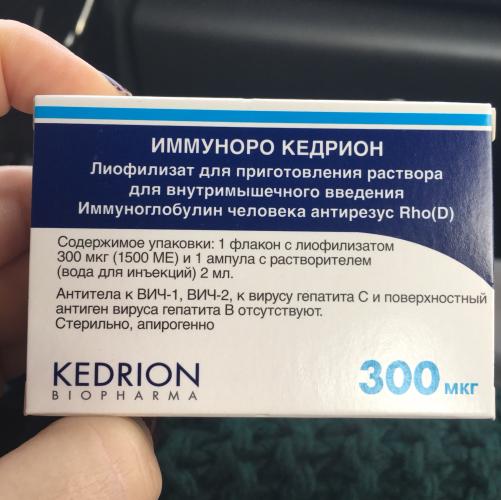 ИММУНОРО КЕДРИОН
Лиофилизат для приготовления раствора
для внутримышечного введения
Иммуноглобулин человека антирезус Rho(D)
Содержимое упаковки: 1 флакон с лиофилизатом
300 мкг (1500 МЕ) и 1 ампула с растворителем
(вода для инъекций) 2 мл.
Антитела к ВИЧ-1, ВИЧ-2, к вирусу гепатита С и поверхностный
антиген вируса гепатита В отсутствуют.
Стерильно, апирогенно
KEDRION
BIOPHARMA
300 мкг